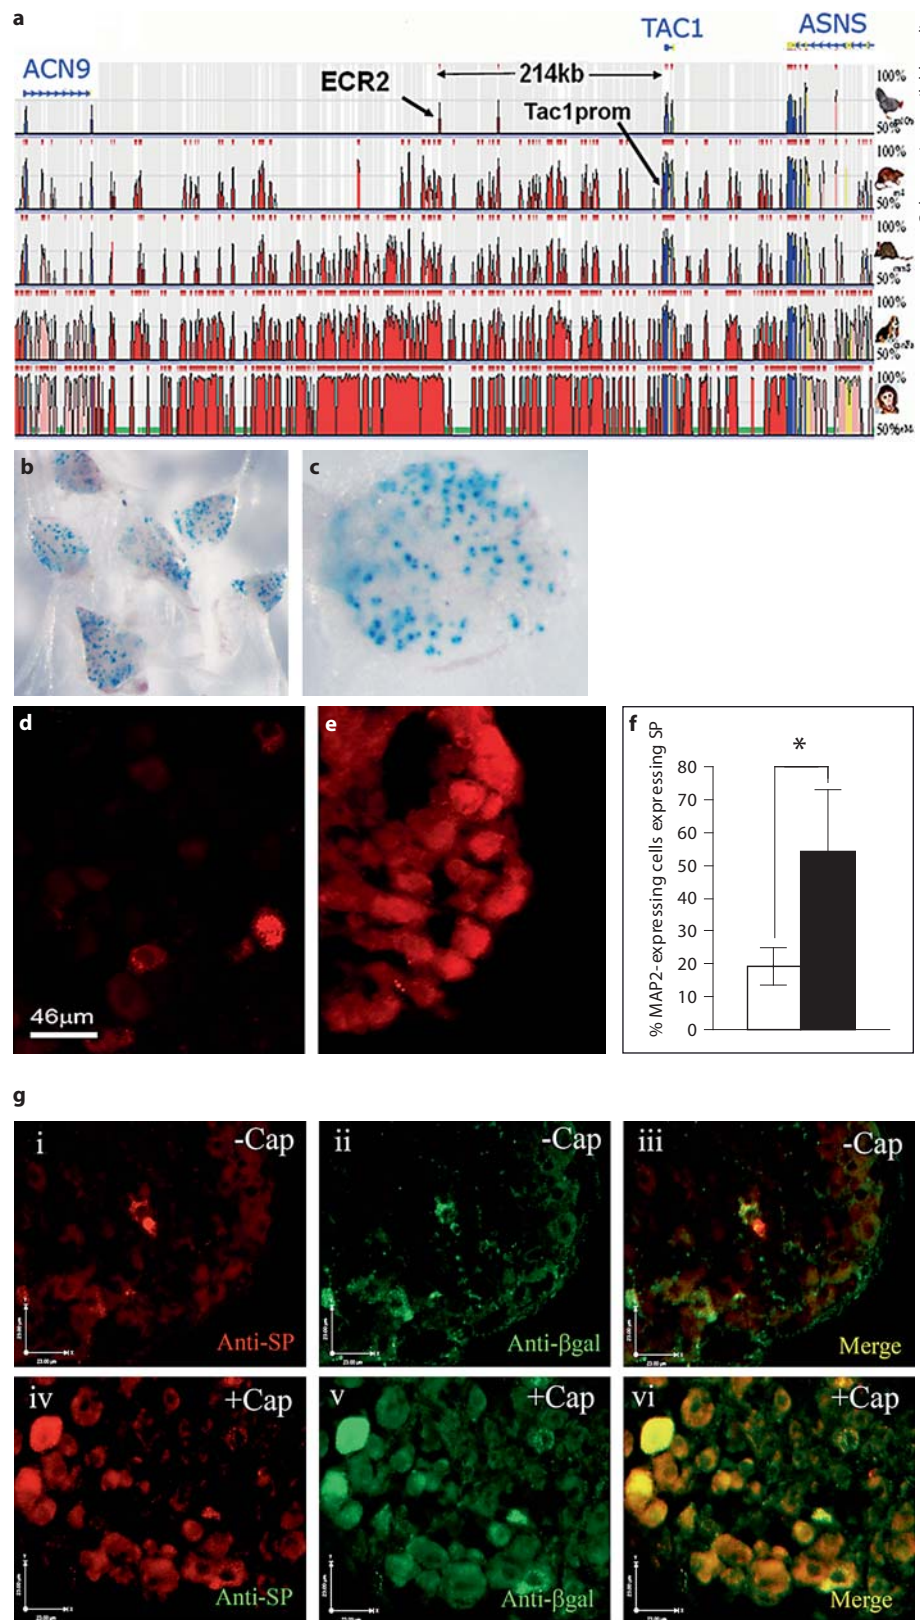 a
TAC1
ASNS
ACN9
214kb
ECR2
Tac1prom
100%
50%
100%
50%
100%
50%
100%
50%
100%
50%
b
c
d
46µm
e
f
% MAP2-expressing cells expressing SP
*
80
70
60
50
40
30
20
10
0
g
i
-Cap
Anti-SP
ii
-Cap
Anti-βgal
iii
-Cap
Merge
iv
+Cap
Anti-SP
v
+Cap
Anti-βgal
vi
+Cap
Merge